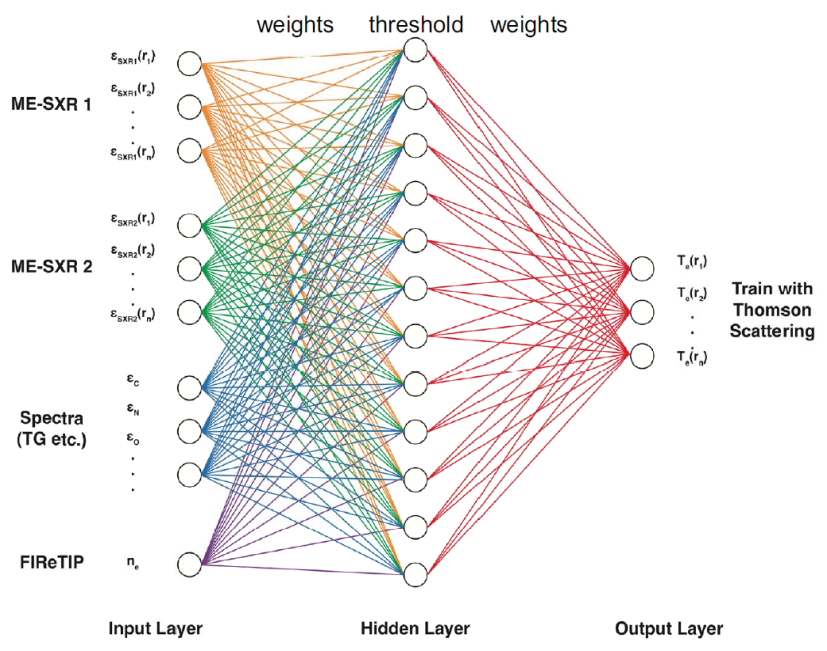 weights threshold weights
ε_SXR1(r_1)
ε_SXR1(r_2)
.
.
.
ε_SXR1(r_n)
ME-SXR 1
ε_SXR2(r_1)
ε_SXR2(r_2)
.
.
.
ε_SXR2(r_n)
ME-SXR 2
ε_C
ε_N
ε_O
.
.
.
Spectra
(TG etc.)
FIReTIP
n_e
T_e(r_1)
T_e(r_2)
.
.
.
T_e(r_n)
Train with
Thomson
Scattering
Input Layer Hidden Layer Output Layer